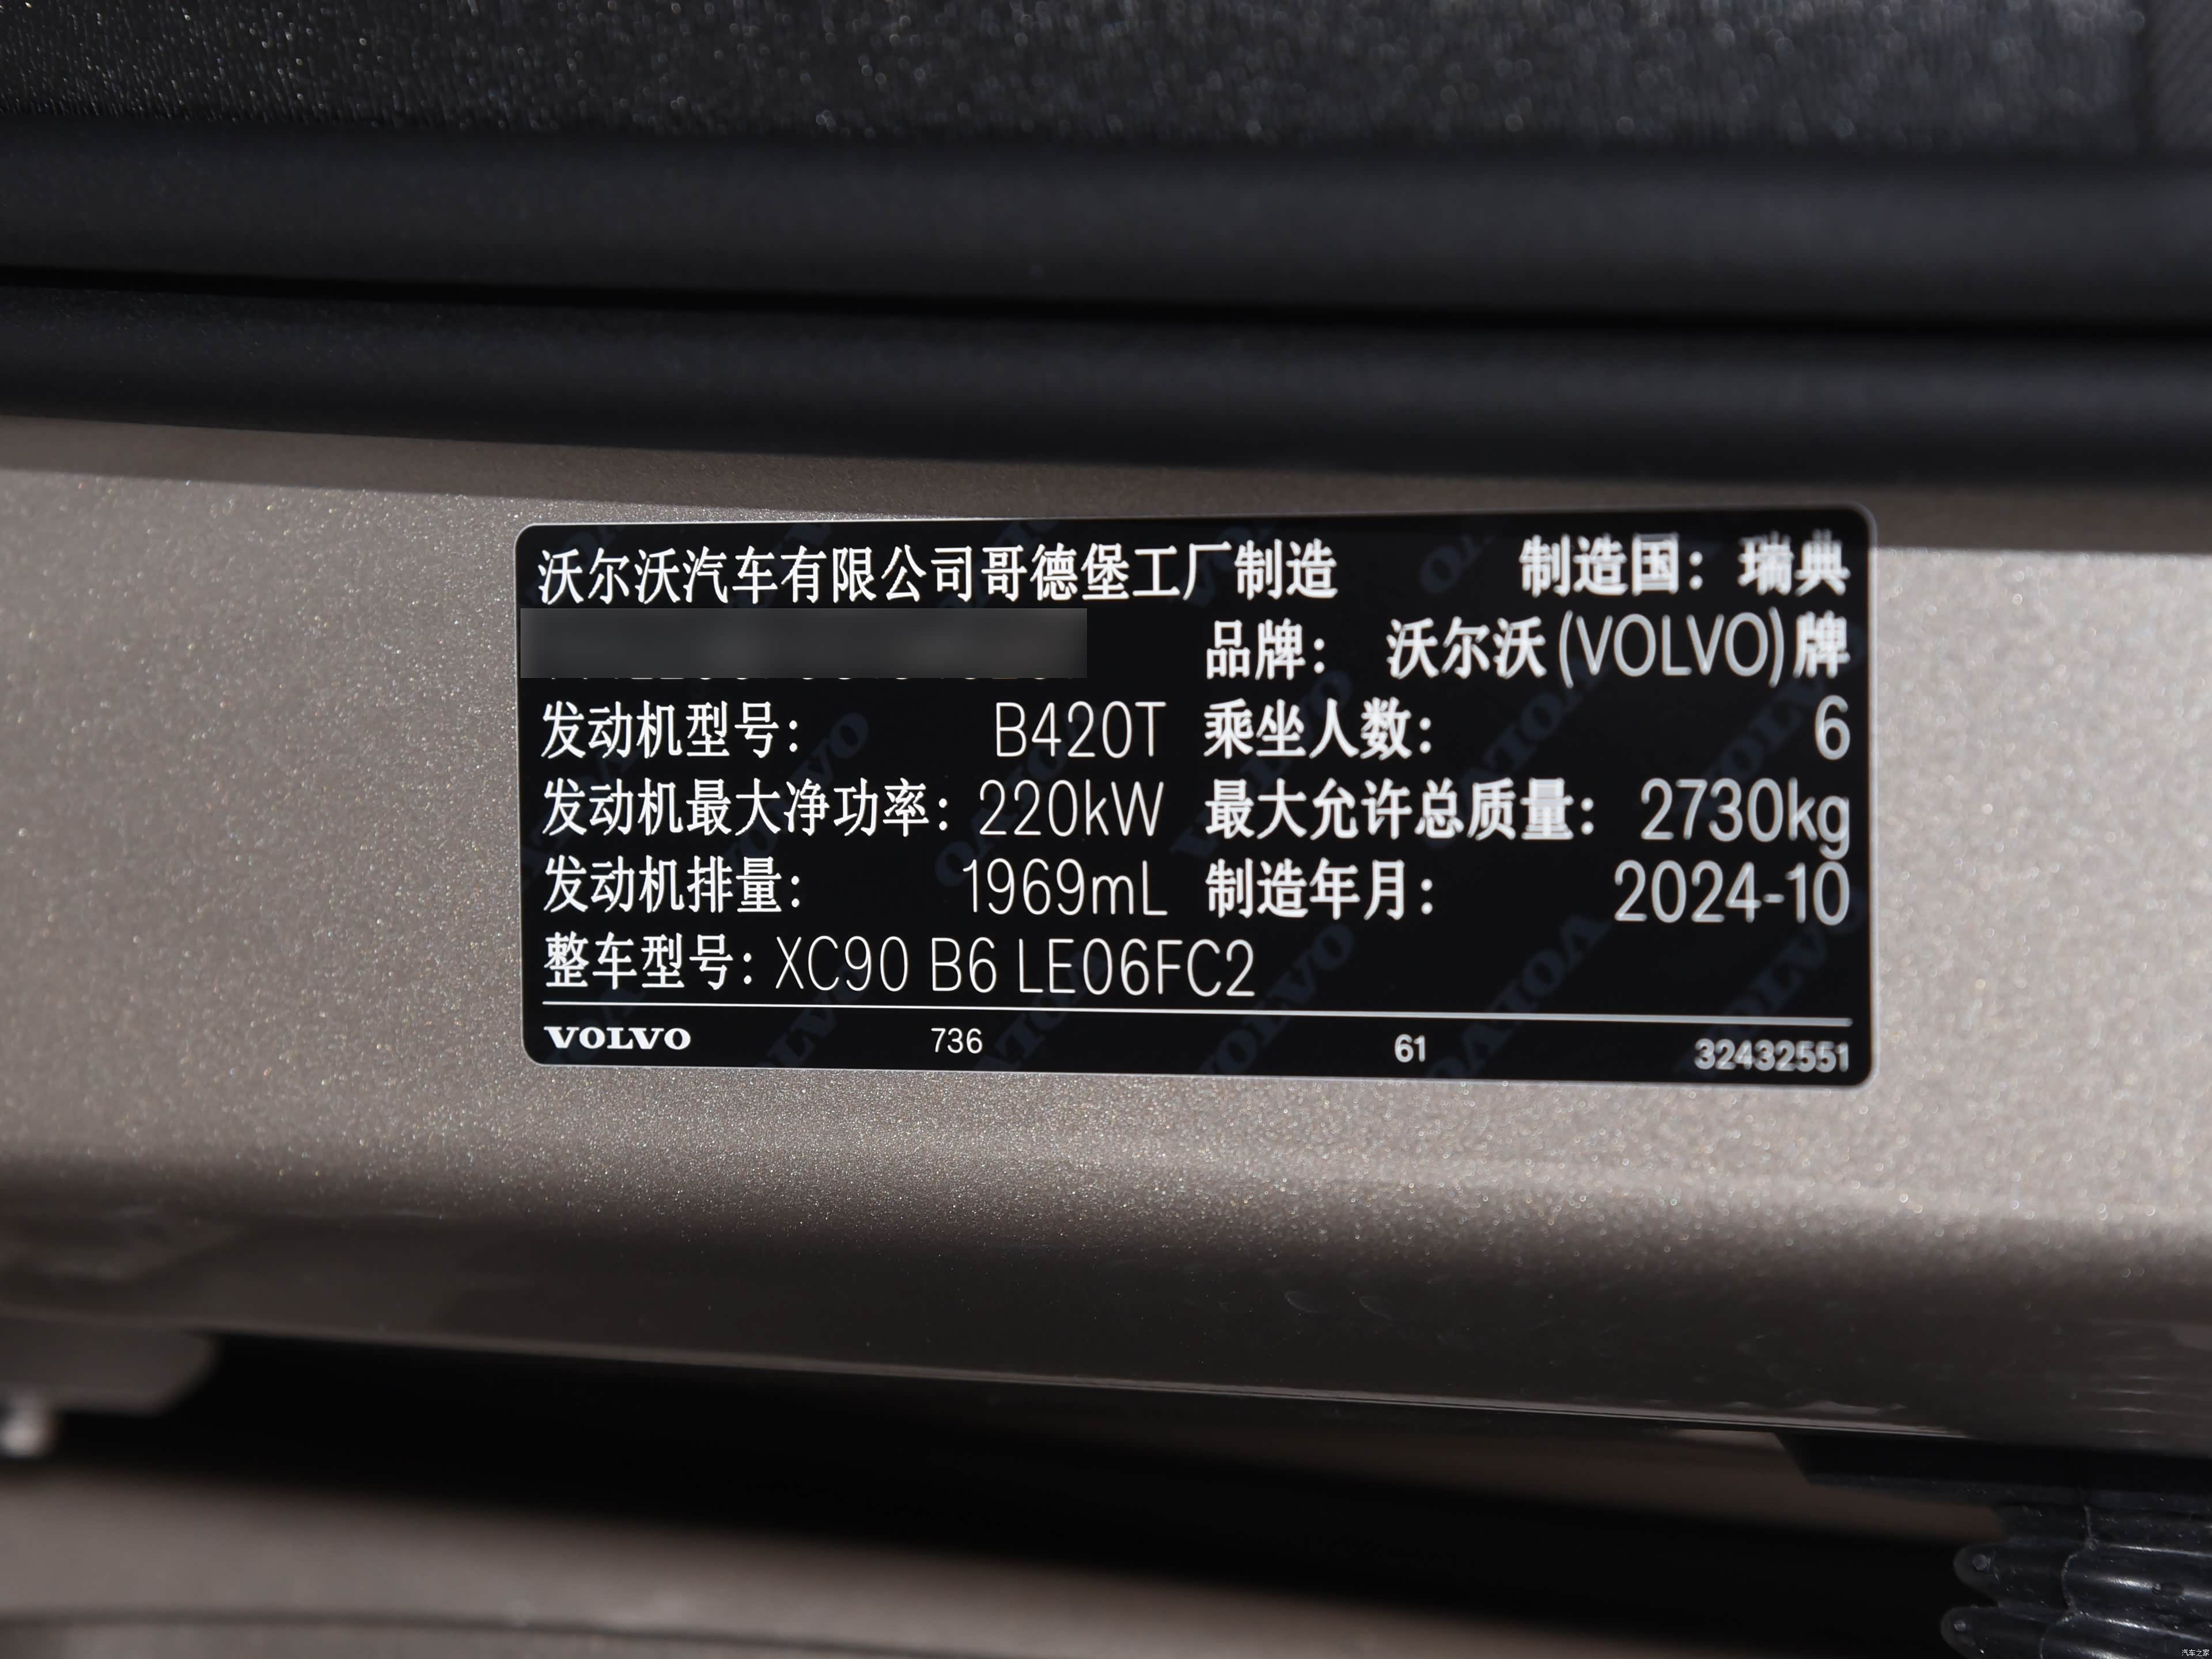 沃尔沃汽车有限公司哥德堡工厂制造 制造国：瑞典
品牌： 沃尔沃(VOLVO)牌
发动机型号： B420T 乘坐人数： 6
发动机最大净功率：220kW 最大允许总质量： 2730kg
发动机排量： 1969mL 制造年月： 2024-10
整车型号：XC90 B6 LE06FC2
VOLVO 736 61 32432551
汽车之家